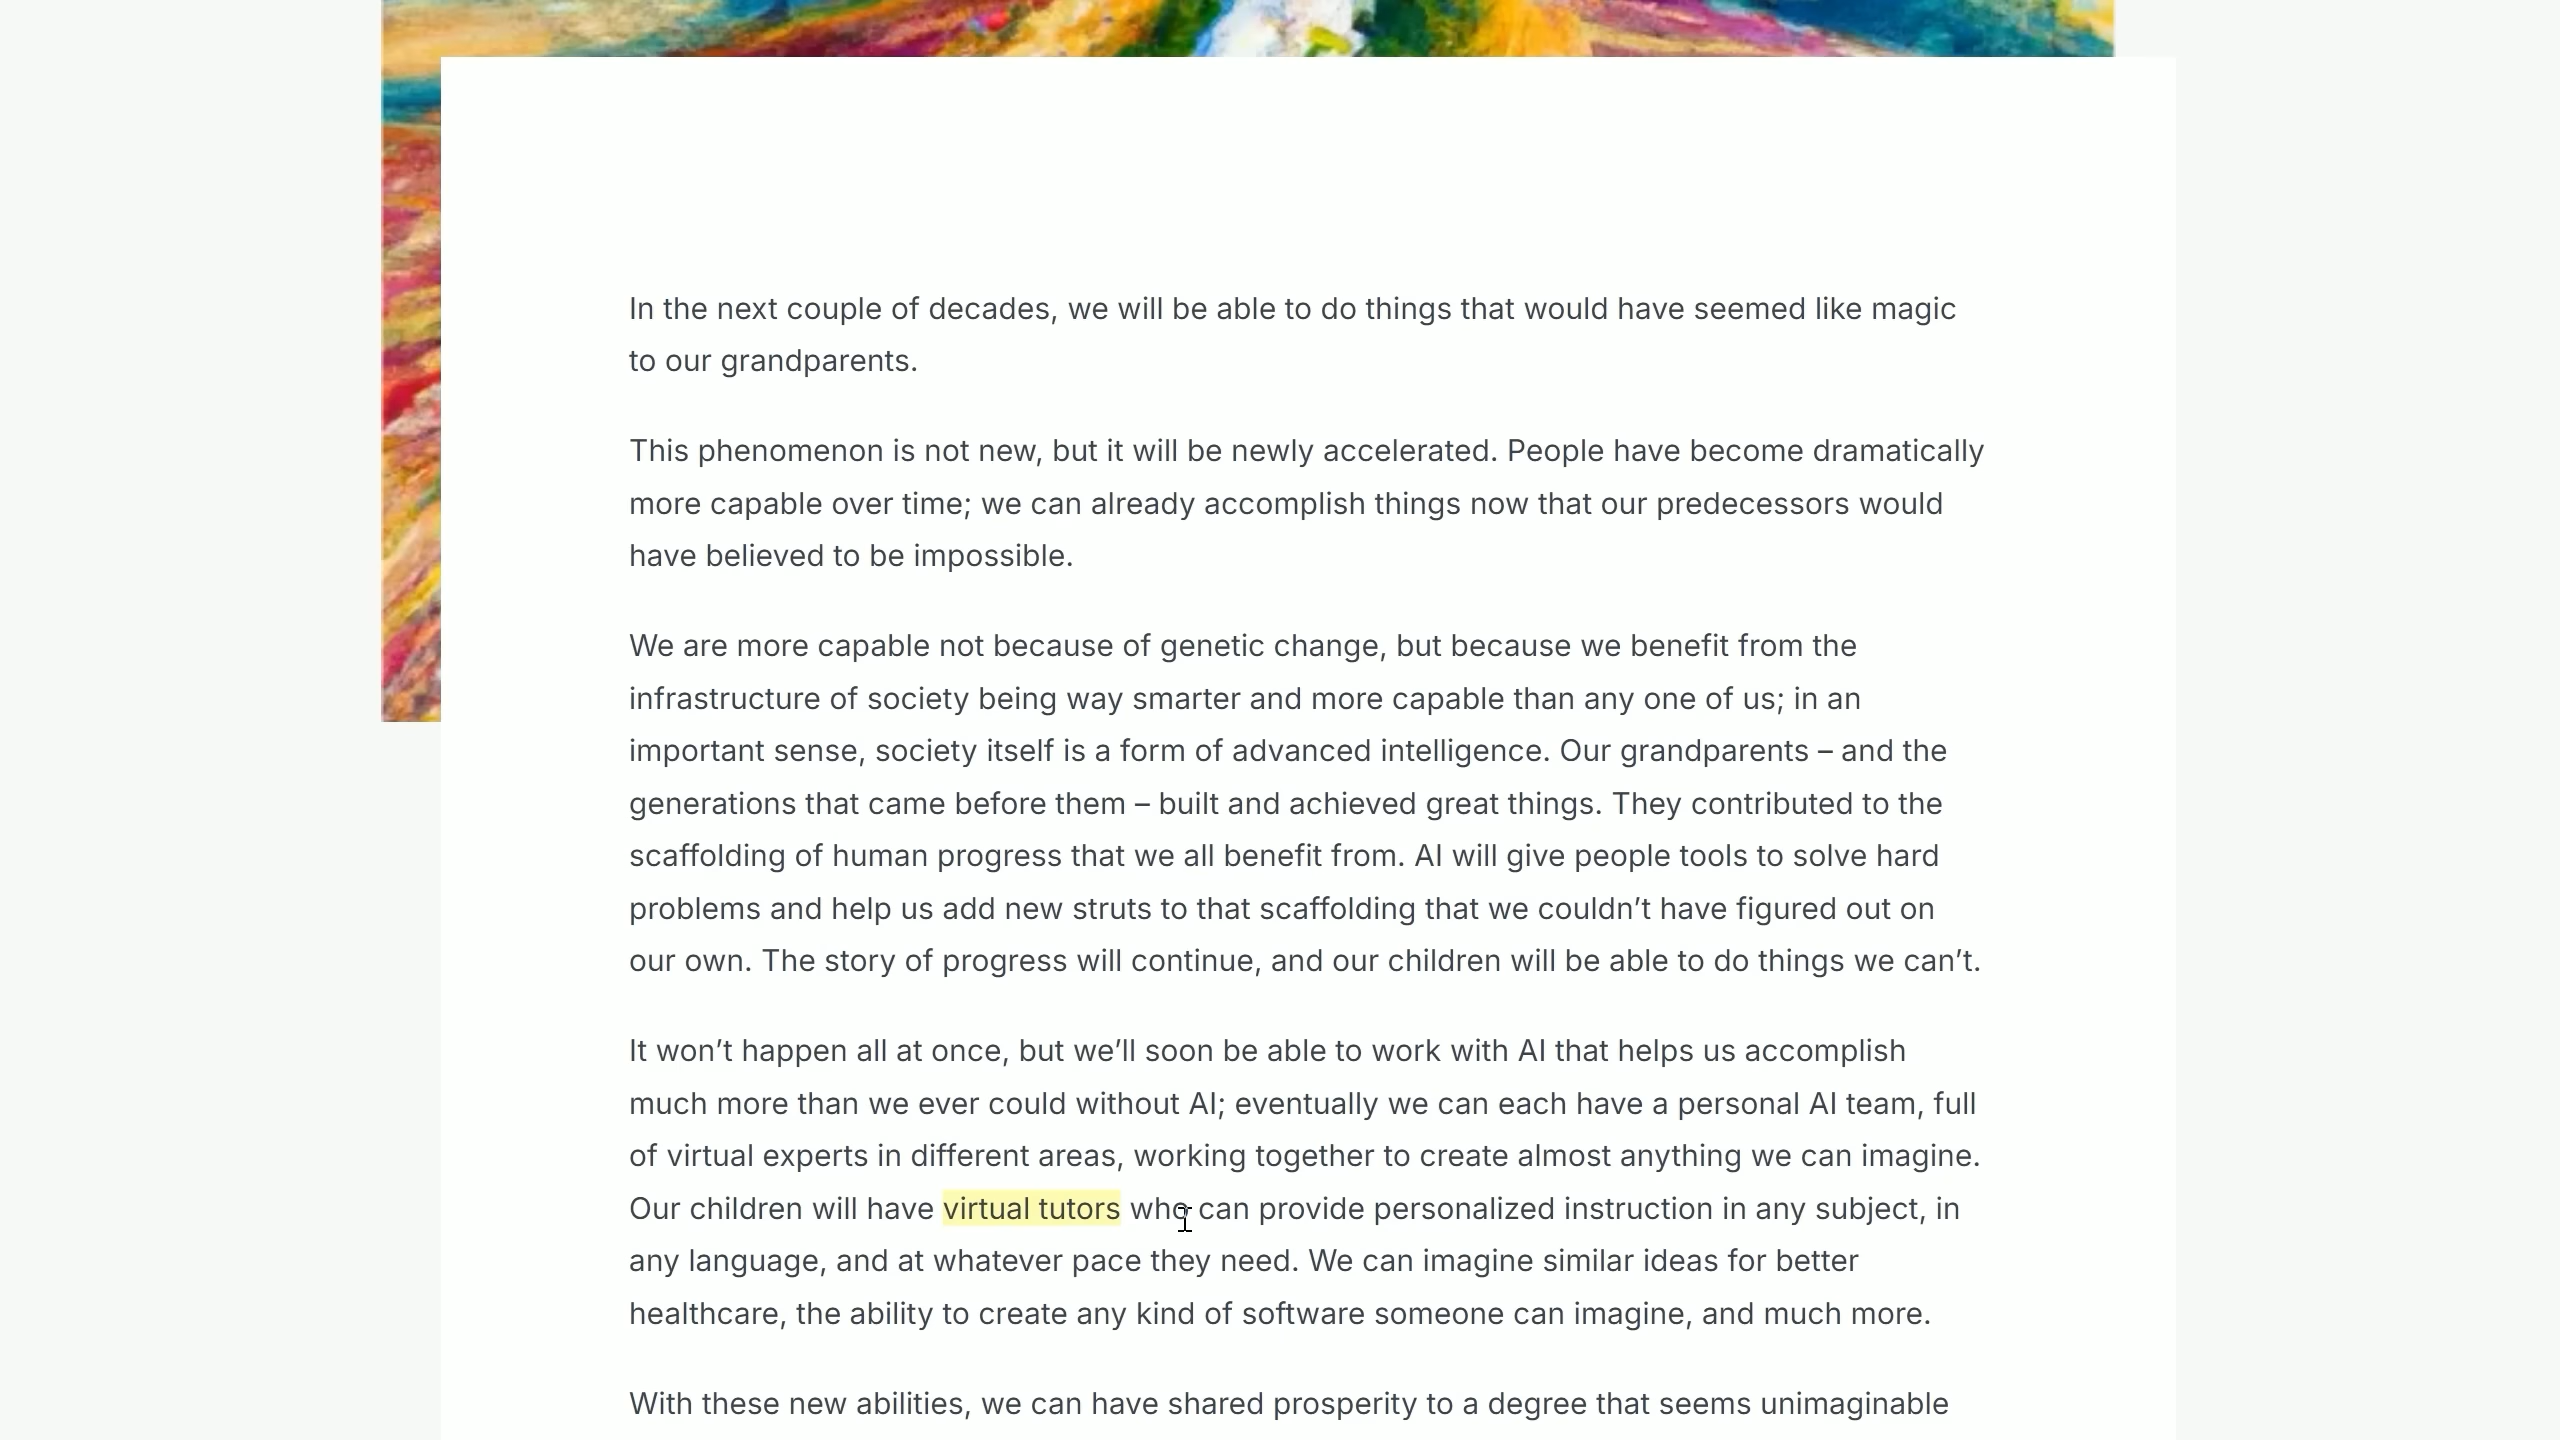 In the next couple of decades, we will be able to do things that would have seemed like magic
to our grandparents.
This phenomenon is not new, but it will be newly accelerated. People have become dramatically
more capable over time; we can already accomplish things now that our predecessors would
have believed to be impossible.
We are more capable not because of genetic change, but because we benefit from the
infrastructure of society being way smarter and more capable than any one of us; in an
important sense, society itself is a form of advanced intelligence. Our grandparents – and the
generations that came before them – built and achieved great things. They contributed to the
scaffolding of human progress that we all benefit from. AI will give people tools to solve hard
problems and help us add new struts to that scaffolding that we couldn’t have figured out on
our own. The story of progress will continue, and our children will be able to do things we can’t.
It won’t happen all at once, but we’ll soon be able to work with AI that helps us accomplish
much more than we ever could without AI; eventually we can each have a personal AI team, full
of virtual experts in different areas, working together to create almost anything we can imagine.
Our children will have virtual tutors who can provide personalized instruction in any subject, in
any language, and at whatever pace they need. We can imagine similar ideas for better
healthcare, the ability to create any kind of software someone can imagine, and much more.
With these new abilities, we can have shared prosperity to a degree that seems unimaginable